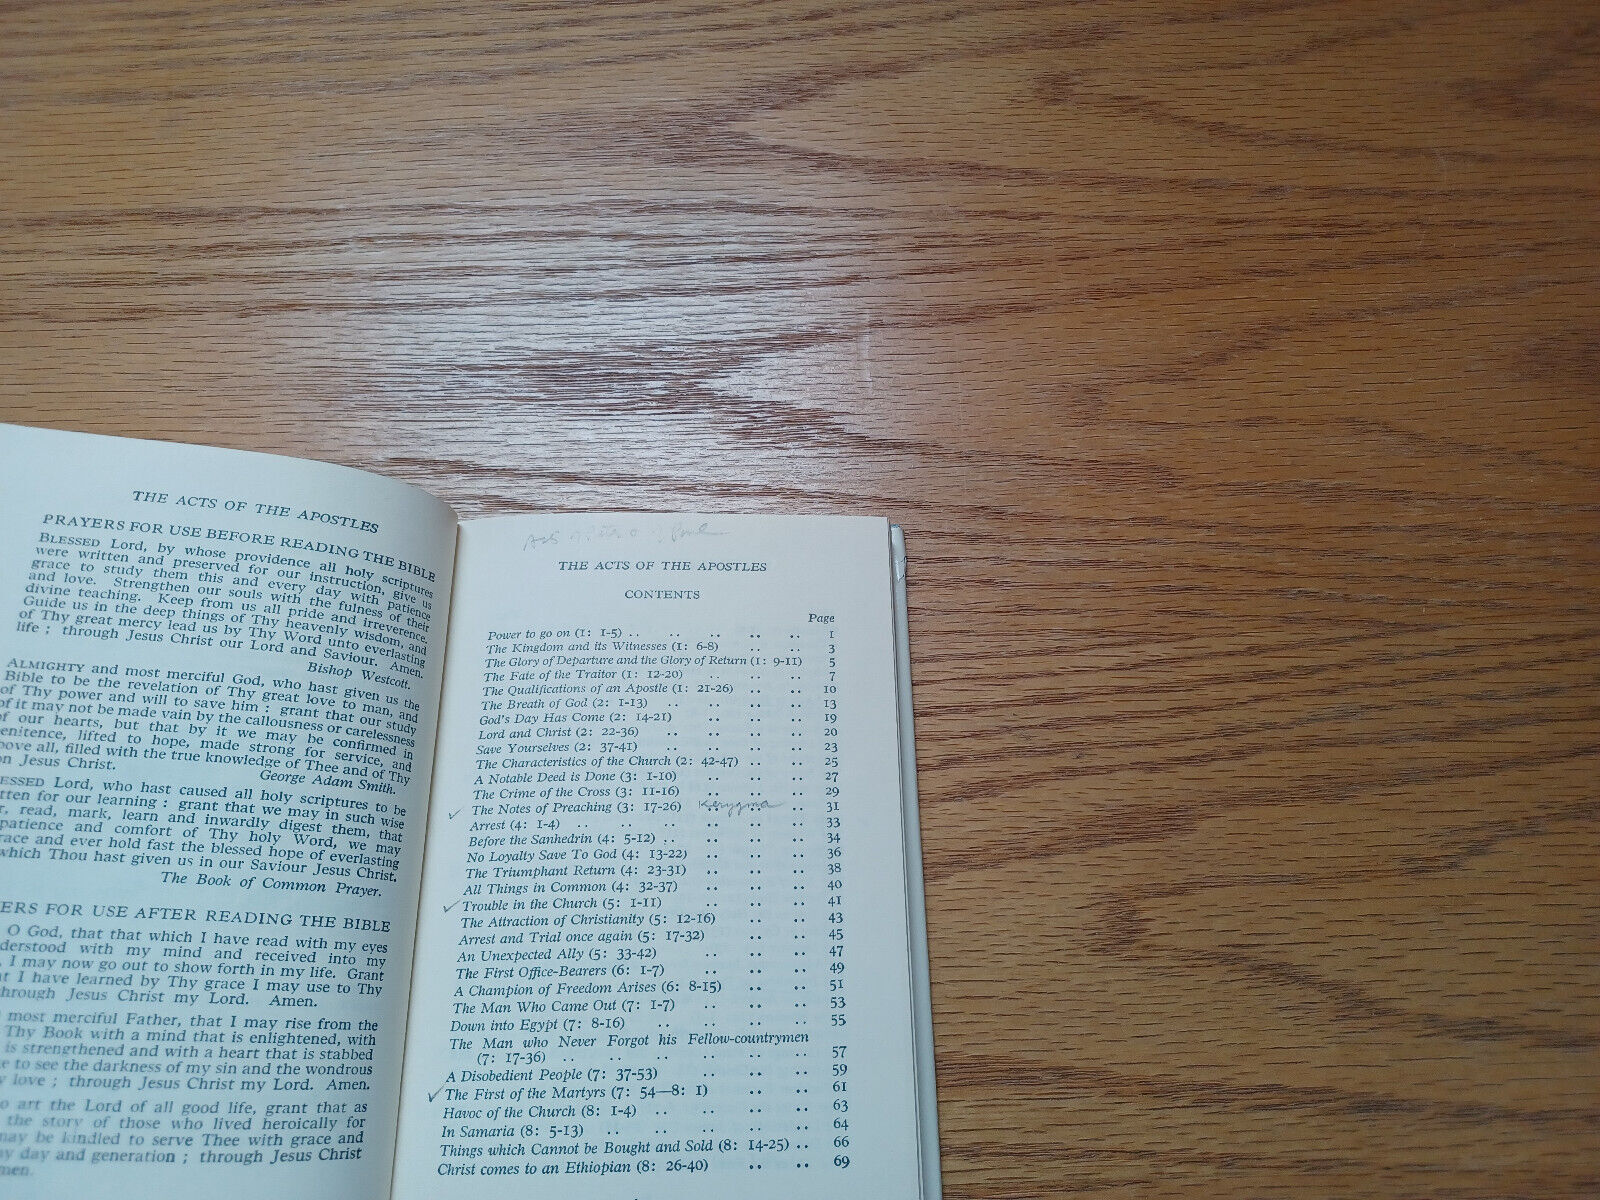 THE ACTS OF THE APOSTLES
PRAYERS FOR USE BEFORE READING THE BIBLE
BLESSED Lord, by whose providence all holy scriptures
were written and preserved for our instruction, give us
grace to study them this and every day with patience
and love. Strengthen our souls with the fulness of their
divine teaching. Keep from us all pride and irreverence.
Guide us in the deep things of Thy heavenly wisdom, and
of Thy great mercy lead us by Thy Word unto everlasting
life ; through Jesus Christ our Lord and Saviour. Amen.
Bishop Westcott.
ALMIGHTY and most merciful God, who hast given us the
Bible to be the revelation of Thy great love to man, and
of Thy power and will to save him : grant that our study
of it may not be made vain by the callousness or carelessness
of our hearts, but that by it we may be confirmed in
penitence, lifted to hope, made strong for service, and
above all, filled with the true knowledge of Thee and of Thy
on Jesus Christ.
George Adam Smith.
ESSED Lord, who hast caused all holy scriptures to be
tten for our learning : grant that we may in such wise
r, read, mark, learn and inwardly digest them, that
patience and comfort of Thy holy Word, we may
race and ever hold fast the blessed hope of everlasting
which Thou hast given us in our Saviour Jesus Christ.
The Book of Common Prayer.
ERS FOR USE AFTER READING THE BIBLE
O God, that that which I have read with my eyes
derstood with my mind and received into my
I may now go out to show forth in my life. Grant
at I have learned by Thy grace I may use to Thy
through Jesus Christ my Lord. Amen.
most merciful Father, that I may rise from the
Thy Book with a mind that is enlightened, with
is strengthened and with a heart that is stabbed
e to see the darkness of my sin and the wondrous
y love ; through Jesus Christ my Lord. Amen.
o art the Lord of all good life, grant that as
the story of those who lived heroically for
may be kindled to serve Thee with grace and
y day and generation ; through Jesus Christ
men.
Acts of Peter & of Paul
THE ACTS OF THE APOSTLES
CONTENTS
Page
Power to go on (1: 1-5) .. .. .. .. .. 1
The Kingdom and its Witnesses (1: 6-8) .. .. 3
The Glory of Departure and the Glory of Return (1: 9-11) 5
The Fate of the Traitor (1: 12-20) .. .. .. 7
The Qualifications of an Apostle (1: 21-26) .. .. 10
The Breath of God (2: 1-13) .. .. .. .. 13
God's Day Has Come (2: 14-21) .. .. .. 19
Lord and Christ (2: 22-36) .. .. .. .. 20
Save Yourselves (2: 37-41) .. .. .. .. 23
The Characteristics of the Church (2: 42-47) .. .. 25
A Notable Deed is Done (3: 1-10) .. .. .. 27
The Crime of the Cross (3: 11-16) .. .. .. 29
The Notes of Preaching (3: 17-26) Kerygma .. 31
Arrest (4: 1-4) .. .. .. .. .. .. 33
Before the Sanhedrin (4: 5-12) .. .. .. .. 34
No Loyalty Save To God (4: 13-22) .. .. .. 36
The Triumphant Return (4: 23-31) .. .. .. 38
All Things in Common (4: 32-37) .. .. .. 40
Trouble in the Church (5: 1-11) .. .. .. 41
The Attraction of Christianity (5: 12-16) .. .. 43
Arrest and Trial once again (5: 17-32) .. .. 45
An Unexpected Ally (5: 33-42) .. .. .. 47
The First Office-Bearers (6: 1-7) .. .. .. 49
A Champion of Freedom Arises (6: 8-15) .. .. 51
The Man Who Came Out (7: 1-7) .. .. .. 53
Down into Egypt (7: 8-16) .. .. .. .. 55
The Man who Never Forgot his Fellow-countrymen
(7: 17-36) .. .. .. .. .. .. 57
A Disobedient People (7: 37-53) .. .. .. .. 59
The First of the Martyrs (7: 54—8: 1) .. .. 61
Havoc of the Church (8: 1-4) .. .. .. .. 63
In Samaria (8: 5-13) .. .. .. .. .. 64
Things which Cannot be Bought and Sold (8: 14-25) .. 66
Christ comes to an Ethiopian (8: 26-40) .. .. 69